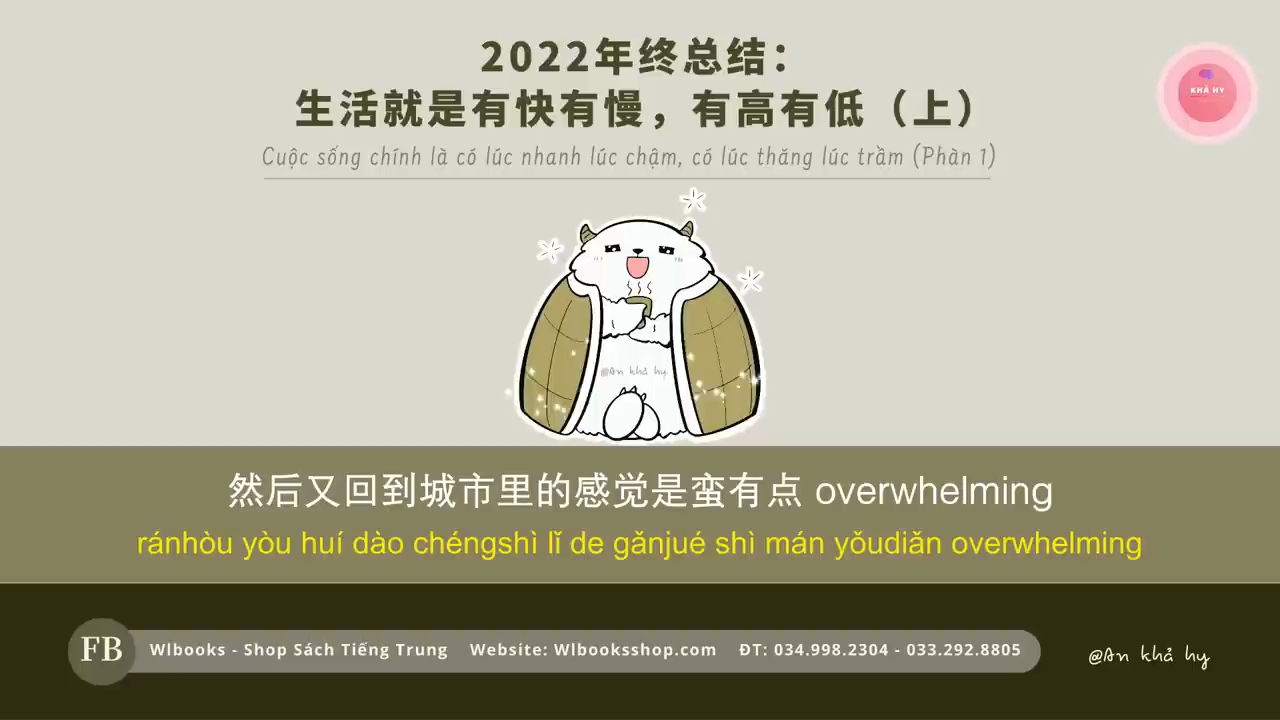 2022年终总结：
生活就是有快有慢，有高有低（上）
Cuộc sống chính là có lúc nhanh lúc chậm, có lúc thăng lúc trầm (Phần 1)
KHẢ HY
@An khả hy
然后又回到城市里的感觉是蛮有点 overwhelming
ránhòu yòu huí dào chéngshì lǐ de gǎnjué shì mán yǒudiǎn overwhelming
FB
Wlbooks - Shop Sách Tiếng Trung Website: Wlbooksshop.com ĐT: 034.998.2304 - 033.292.8805
@An khả hy